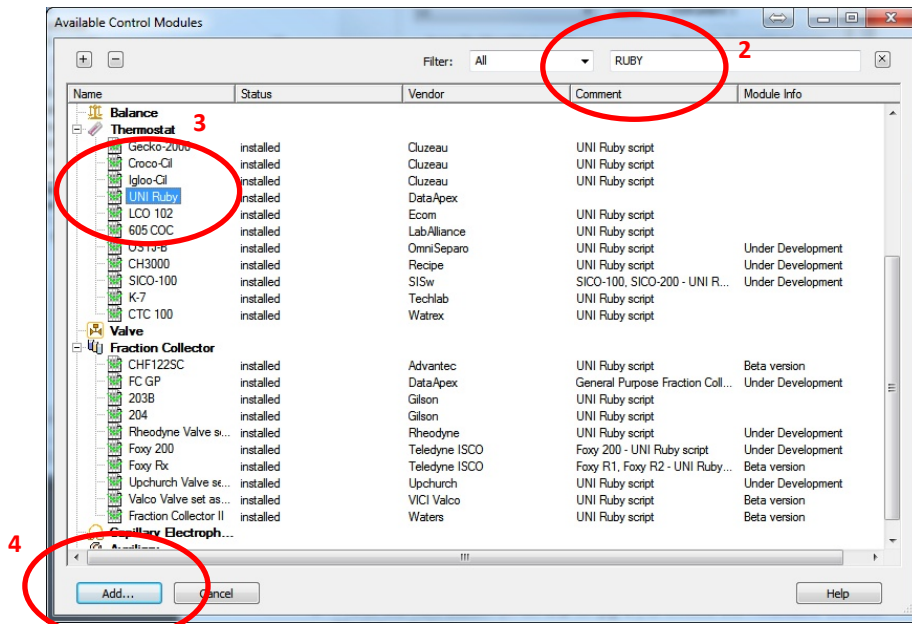 Available Control Modules
Filter: All RUBY 2
Name Status Vendor Comment Module Info
Balance
Thermostat 3
Gecko-2000 installed Cluzeau UNI Ruby script
Croco-Cil installed Cluzeau UNI Ruby script
Igloo-Cil installed Cluzeau UNI Ruby script
UNI Ruby installed DataApex
LCO 102 installed Ecom UNI Ruby script
605 COC installed LabAlliance UNI Ruby script
installed OmniSeparo UNI Ruby script Under Development
CH3000 installed Recipe UNI Ruby script Under Development
SICO-100 installed SISw SICO-100, SICO-200 - UNI R... Under Development
K-7 installed Techlab UNI Ruby script
CTC 100 installed Watrex UNI Ruby script
Valve
Fraction Collector
CHF122SC installed Advantec UNI Ruby script Beta version
FC GP installed DataApex General Purpose Fraction Coll... Under Development
203B installed Gilson UNI Ruby script
204 installed Gilson UNI Ruby script
Rheodyne Valve s... installed Rheodyne UNI Ruby script Under Development
Foxy 200 installed Teledyne ISCO Foxy 200 - UNI Ruby script Under Development
Foxy Rx installed Teledyne ISCO Foxy R1, Foxy R2 - UNI Ruby... Beta version
Upchurch Valve se... installed Upchurch UNI Ruby script Under Development
Valco Valve set as... installed VICI Valco UNI Ruby script Beta version
Fraction Collector II installed Waters UNI Ruby script Beta version
Capillary Electroph...
Auxiliary
4
Add... Cancel Help